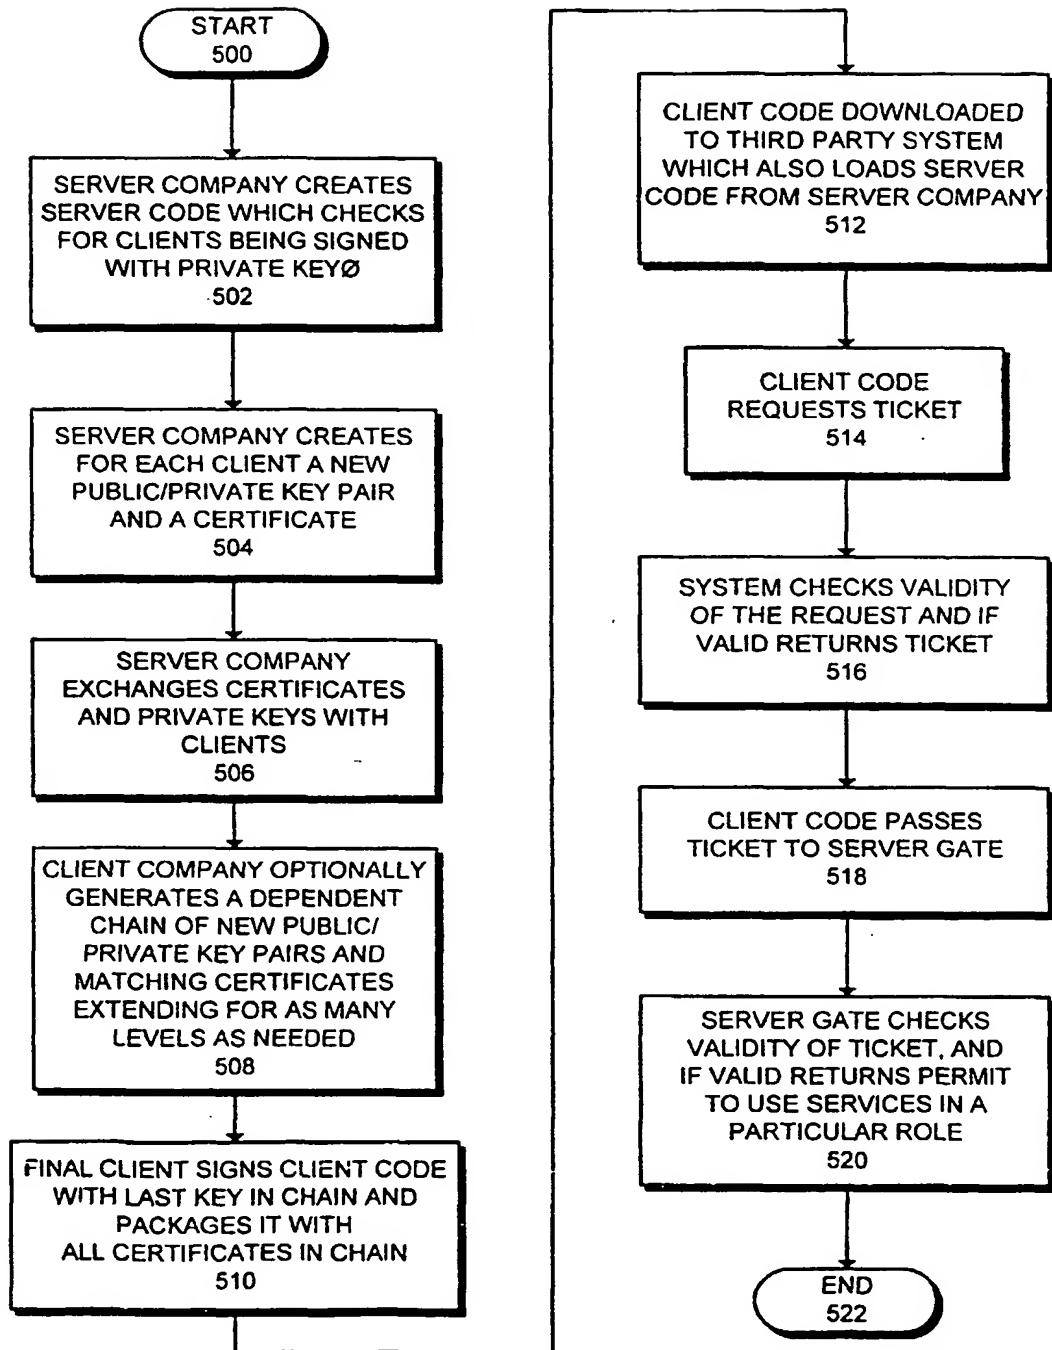 START
500
SERVER COMPANY CREATES
SERVER CODE WHICH CHECKS
FOR CLIENTS BEING SIGNED
WITH PRIVATE KEYØ
502
SERVER COMPANY CREATES
FOR EACH CLIENT A NEW
PUBLIC/PRIVATE KEY PAIR
AND A CERTIFICATE
504
SERVER COMPANY
EXCHANGES CERTIFICATES
AND PRIVATE KEYS WITH
CLIENTS
506
CLIENT COMPANY OPTIONALLY
GENERATES A DEPENDENT
CHAIN OF NEW PUBLIC/
PRIVATE KEY PAIRS AND
MATCHING CERTIFICATES
EXTENDING FOR AS MANY
LEVELS AS NEEDED
508
FINAL CLIENT SIGNS CLIENT CODE
WITH LAST KEY IN CHAIN AND
PACKAGES IT WITH
ALL CERTIFICATES IN CHAIN
510
CLIENT CODE DOWNLOADED
TO THIRD PARTY SYSTEM
WHICH ALSO LOADS SERVER
CODE FROM SERVER COMPANY
512
CLIENT CODE
REQUESTS TICKET
514
SYSTEM CHECKS VALIDITY
OF THE REQUEST AND IF
VALID RETURNS TICKET
516
CLIENT CODE PASSES
TICKET TO SERVER GATE
518
SERVER GATE CHECKS
VALIDITY OF TICKET, AND
IF VALID RETURNS PERMIT
TO USE SERVICES IN A
PARTICULAR ROLE
520
END
522